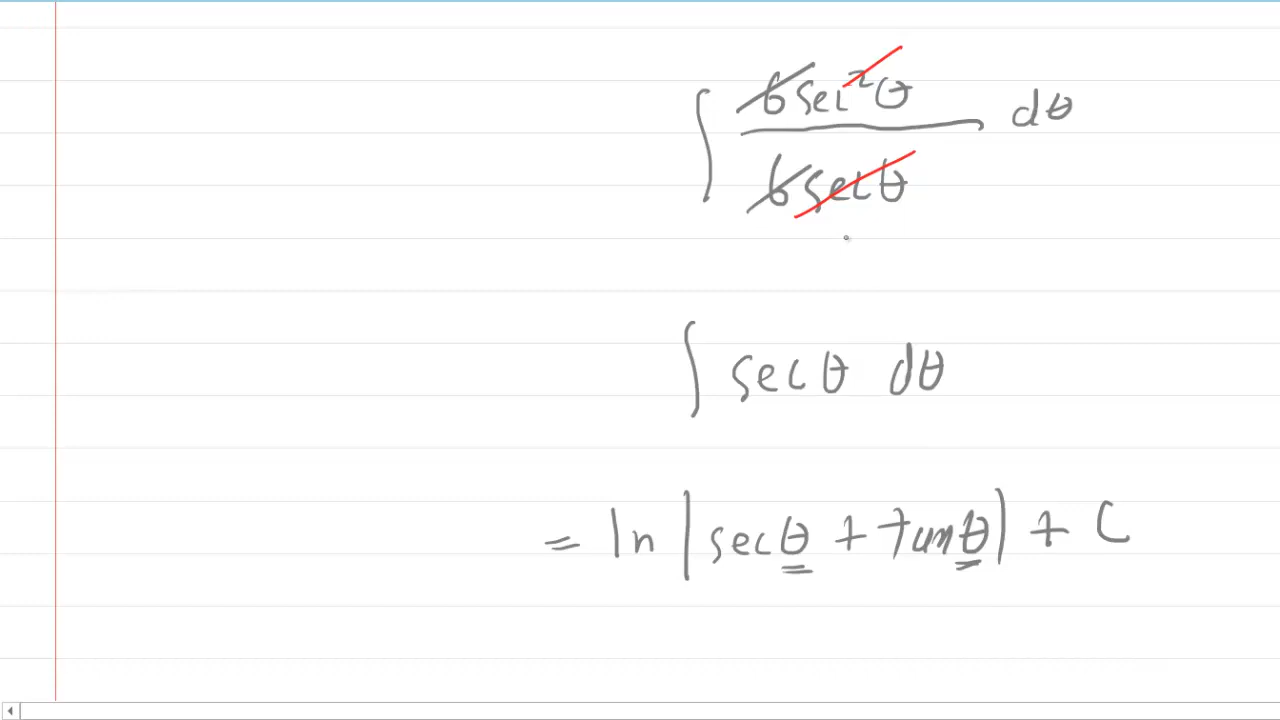 ∫ 6sec²θ / 6secθ dθ
∫ secθ dθ
= ln |secθ + tanθ| + C